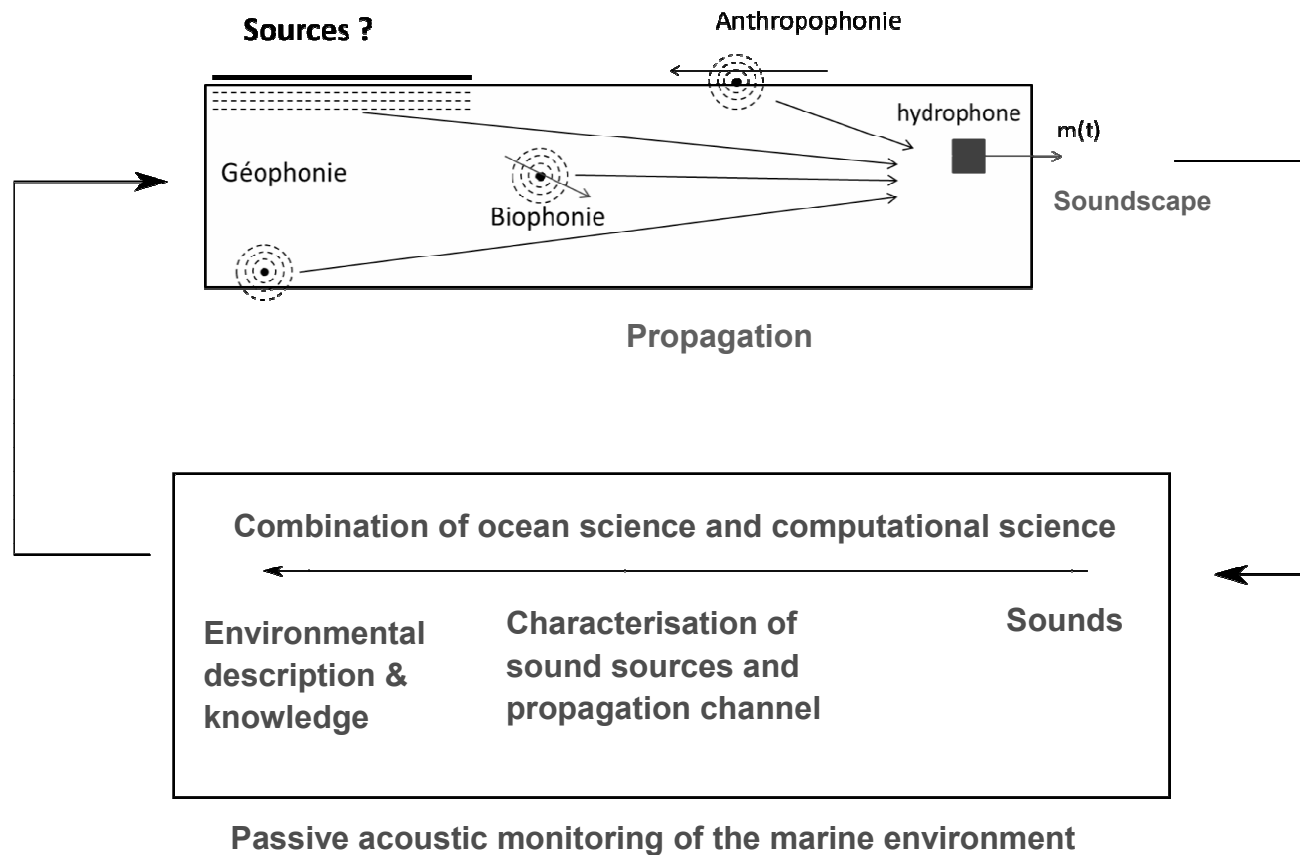 Sources ?
Anthropophonie
hydrophone
m(t)
Géophonie
Soundscape
Biophonie
Propagation
Combination of ocean science and computational science
Environmental
description &
knowledge
Characterisation of
sound sources and
propagation channel
Sounds
Passive acoustic monitoring of the marine environment